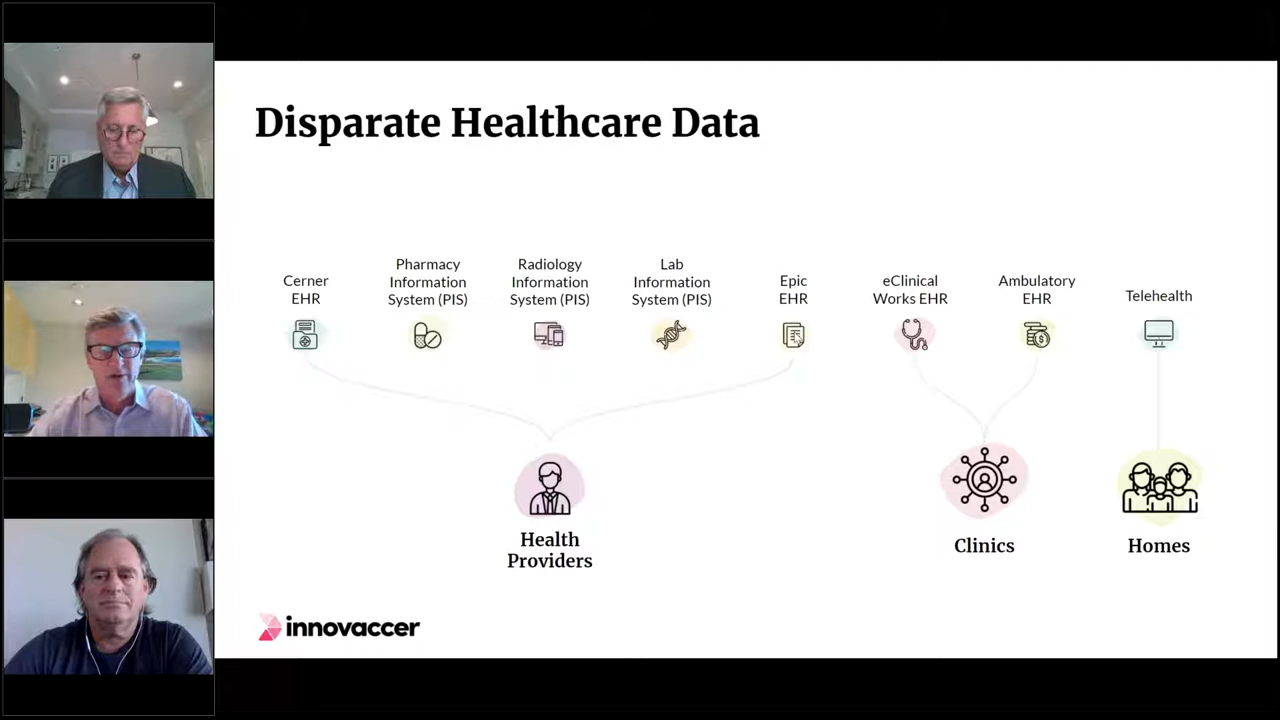 Disparate Healthcare Data
Cerner
EHR
Pharmacy
Information
System (PIS)
Radiology
Information
System (PIS)
Lab
Information
System (PIS)
Epic
EHR
eClinical
Works EHR
Ambulatory
EHR
Telehealth
Health
Providers
Clinics
Homes
innovaccer